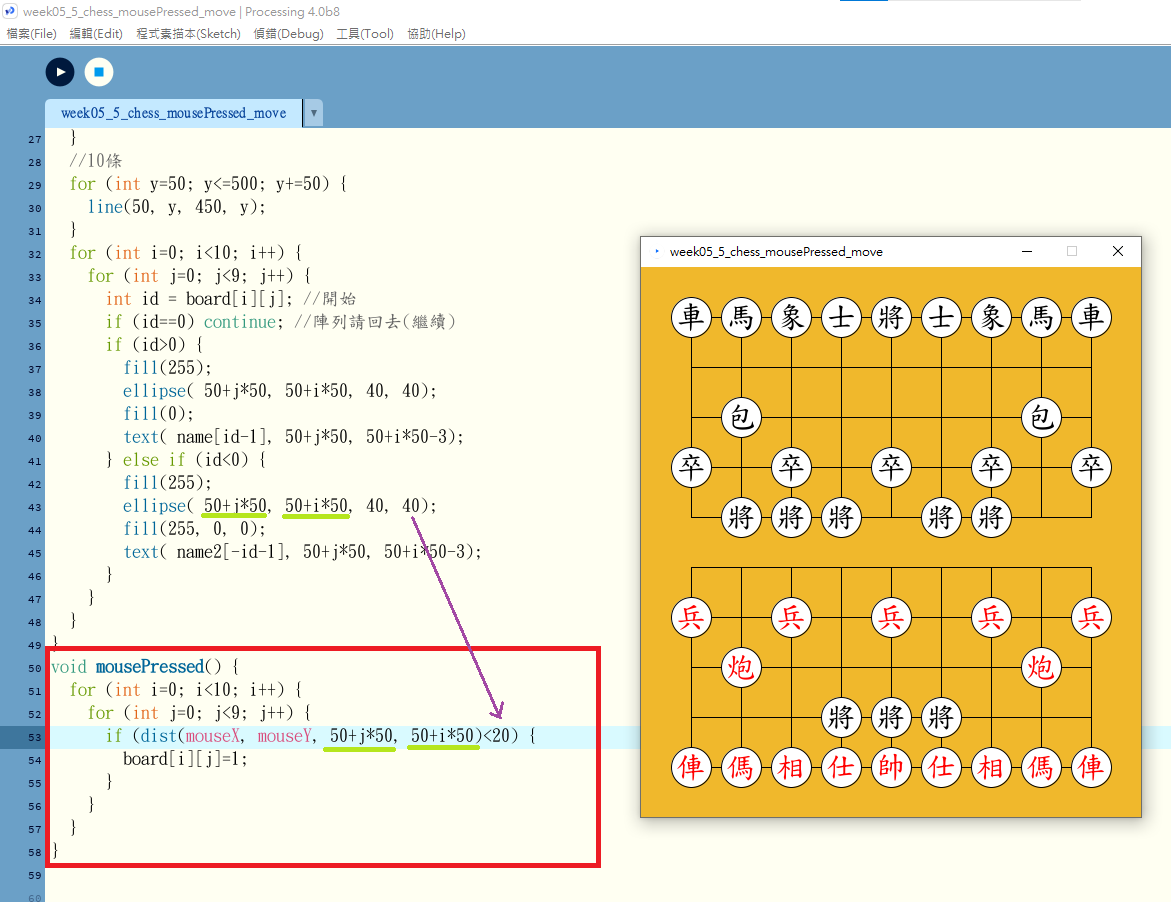 week05_5_chess_mousePressed_move | Processing 4.0b8
檔案(File) 編輯(Edit) 程式素描本(Sketch) 偵錯(Debug) 工具(Tool) 協助(Help)
week05_5_chess_mousePressed_move
27 }
28 //10條
29 for (int y=50; y<=500; y+=50) {
30 line(50, y, 450, y);
31 }
32 for (int i=0; i<10; i++) {
33 for (int j=0; j<9; j++) {
34 int id = board[i][j]; //開始
35 if (id==0) continue; //陣列請回去(繼續)
36 if (id>0) {
37 fill(255);
38 ellipse( 50+j*50, 50+i*50, 40, 40);
39 fill(0);
40 text( name[id-1], 50+j*50, 50+i*50-3);
41 } else if (id<0) {
42 fill(255);
43 ellipse( 50+j*50, 50+i*50, 40, 40);
44 fill(255, 0, 0);
45 text( name2[-id-1], 50+j*50, 50+i*50-3);
46 }
47 }
48 }
49 }
50 void mousePressed() {
51 for (int i=0; i<10; i++) {
52 for (int j=0; j<9; j++) {
53 if (dist(mouseX, mouseY, 50+j*50, 50+i*50)<20) {
54 board[i][j]=1;
55 }
56 }
57 }
58 }
59
60
week05_5_chess_mousePressed_move
車 馬 象 士 將 士 象 馬 車
包 包
卒 卒 卒 卒 卒
將 將 將 將 將
兵 兵 兵 兵 兵
炮 炮
將 將 將
俥 傌 相 仕 帥 仕 相 傌 俥